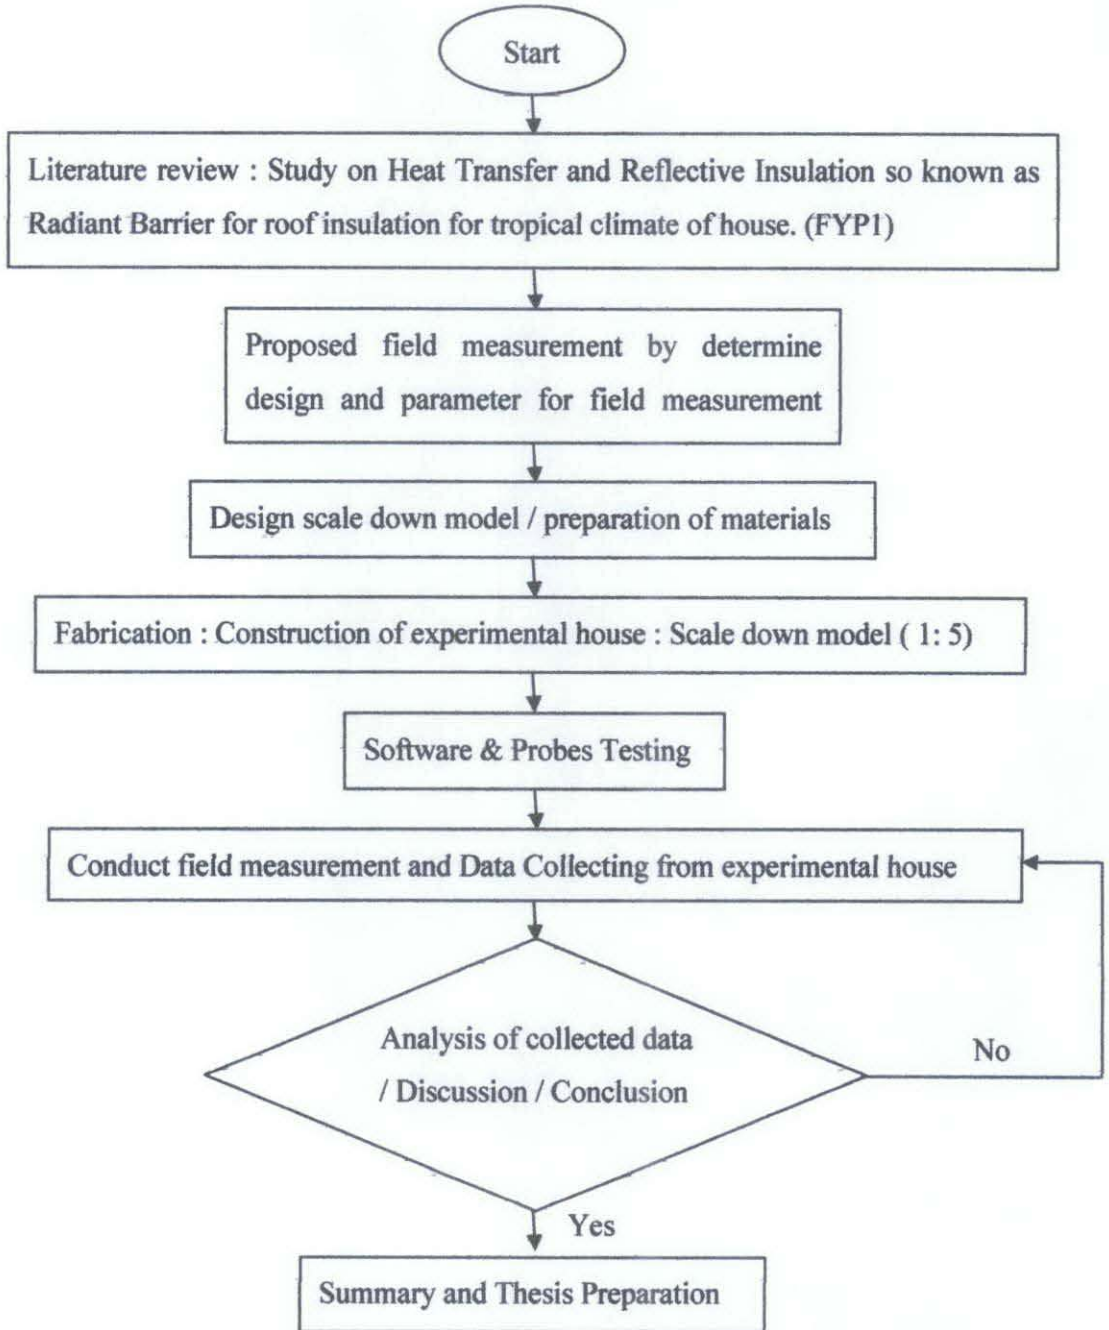 Start
Literature review : Study on Heat Transfer and Reflective Insulation so known as
Radiant Barrier for roof insulation for tropical climate of house. (FYP1)
Proposed field measurement by determine
design and parameter for field measurement
Design scale down model / preparation of materials
Fabrication : Construction of experimental house : Scale down model ( 1: 5)
Software & Probes Testing
Conduct field measurement and Data Collecting from experimental house
Analysis of collected data
/ Discussion / Conclusion
No
Yes
Summary and Thesis Preparation